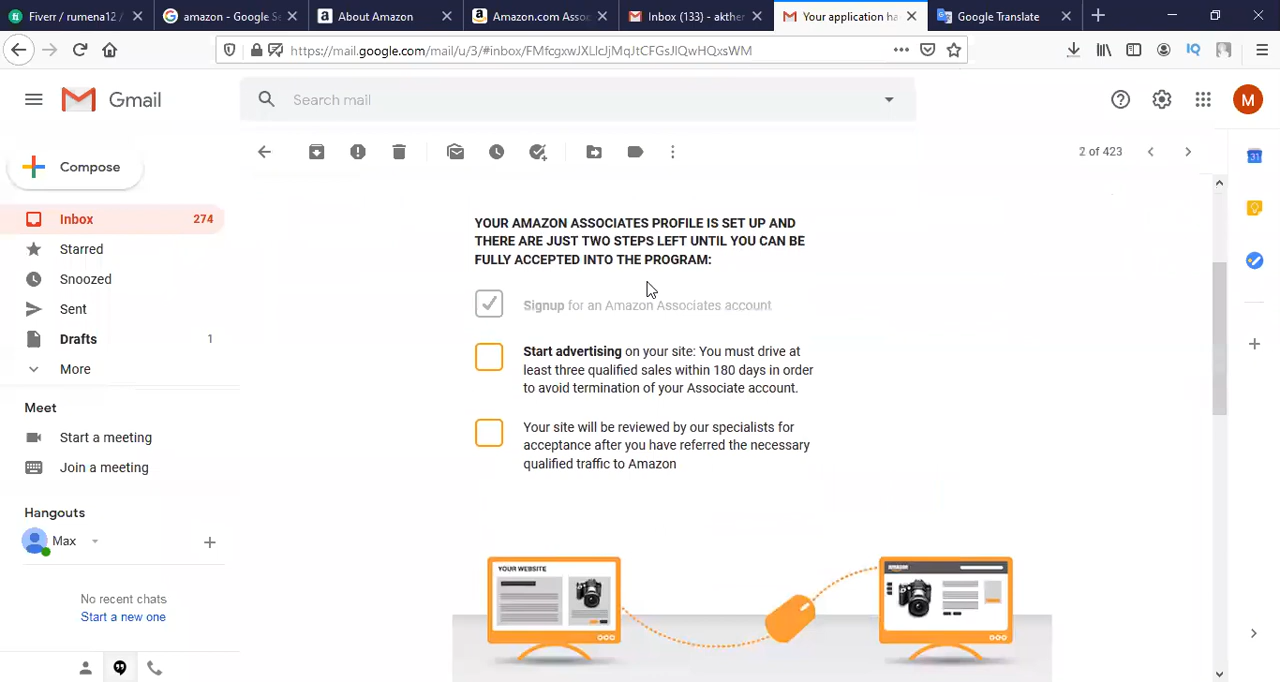 Fiverr / rumena12 /
amazon - Google Se
About Amazon
Amazon.com Asso
Inbox (133) - akther
Your application ha
Google Translate
https://mail.google.com/mail/u/3/#inbox/FMfcgxwJXLlcJjMqJtCFGsJlQwHQxsWM
IQ
Gmail
Search mail
M
Compose
2 of 423
31
Inbox 274
Starred
Snoozed
Sent
Drafts 1
More
Meet
Start a meeting
Join a meeting
Hangouts
Max
No recent chats
Start a new one
YOUR AMAZON ASSOCIATES PROFILE IS SET UP AND
THERE ARE JUST TWO STEPS LEFT UNTIL YOU CAN BE
FULLY ACCEPTED INTO THE PROGRAM:
Signup for an Amazon Associates account
Start advertising on your site: You must drive at
least three qualified sales within 180 days in order
to avoid termination of your Associate account.
Your site will be reviewed by our specialists for
acceptance after you have referred the necessary
qualified traffic to Amazon
YOUR WEBSITE
amazon